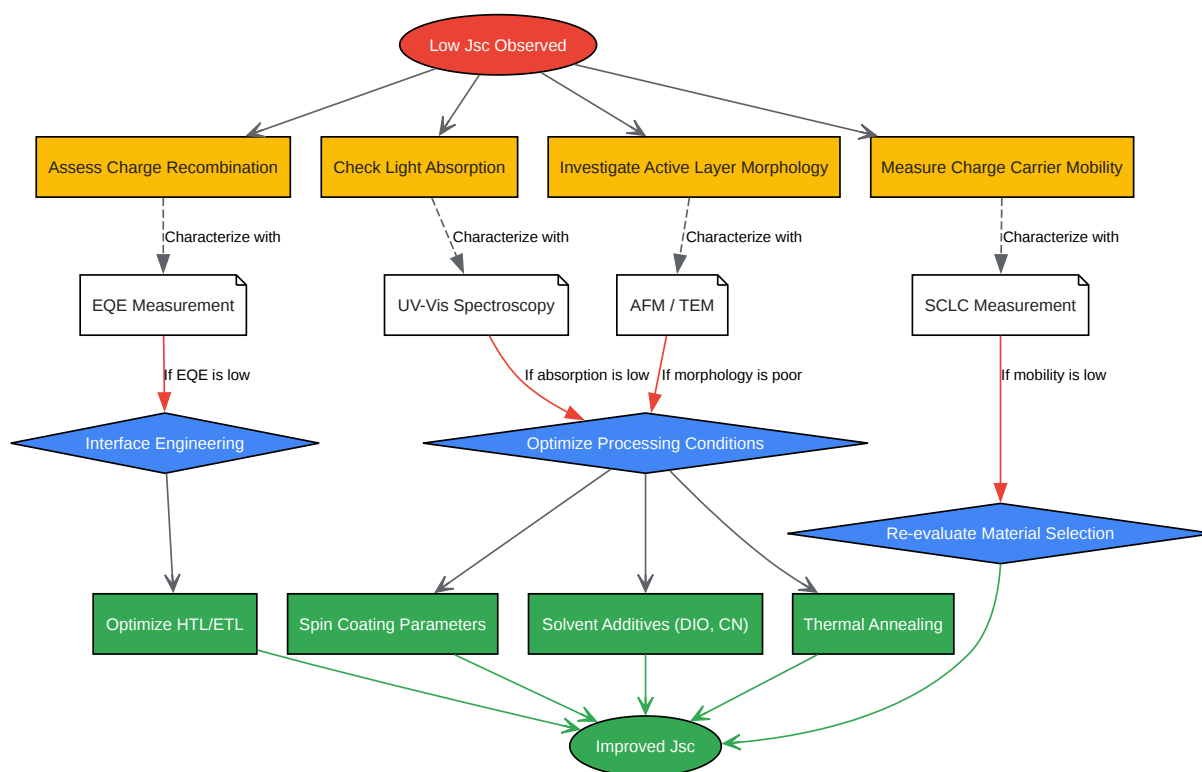 Low Jsc Observed
Assess Charge Recombination
Check Light Absorption
Investigate Active Layer Morphology
Measure Charge Carrier Mobility
Characterize with
Characterize with
Characterize with
Characterize with
EQE Measurement
UV-Vis Spectroscopy
AFM / TEM
SCLC Measurement
If EQE is low
If absorption is low
If morphology is poor
If mobility is low
Interface Engineering
Optimize Processing Conditions
Re-evaluate Material Selection
Optimize HTL/ETL
Spin Coating Parameters
Solvent Additives (DIO, CN)
Thermal Annealing
Improved Jsc